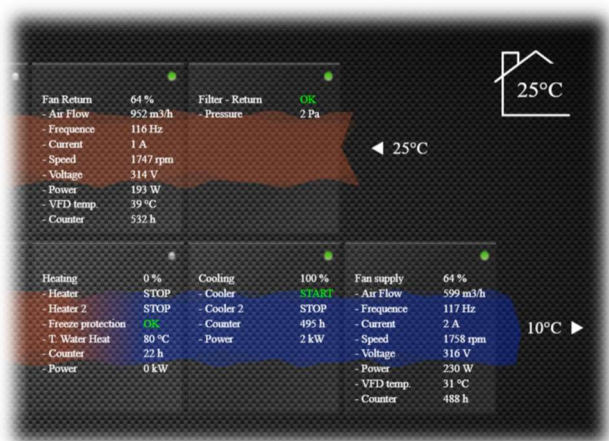 25°C
Fan Return 64 %
- Air Flow 952 m3/h
- Frequence 116 Hz
- Current 1 A
- Speed 1747 rpm
- Voltage 314 V
- Power 193 W
- VFD temp. 39 °C
- Counter 532 h
Filter - Return OK
- Pressure 2 Pa
◀ 25°C
Heating 0 %
- Heater STOP
- Heater 2 STOP
- Freeze protection OK
- T. Water Heat 80 °C
- Counter 22 h
- Power 0 kW
Cooling 100 %
- Cooler START
- Cooler 2 STOP
- Counter 495 h
- Power 2 kW
Fan supply 64 %
- Air Flow 599 m3/h
- Frequence 117 Hz
- Current 2 A
- Speed 1758 rpm
- Voltage 316 V
- Power 230 W
- VFD temp. 31 °C
- Counter 488 h
10°C ▶